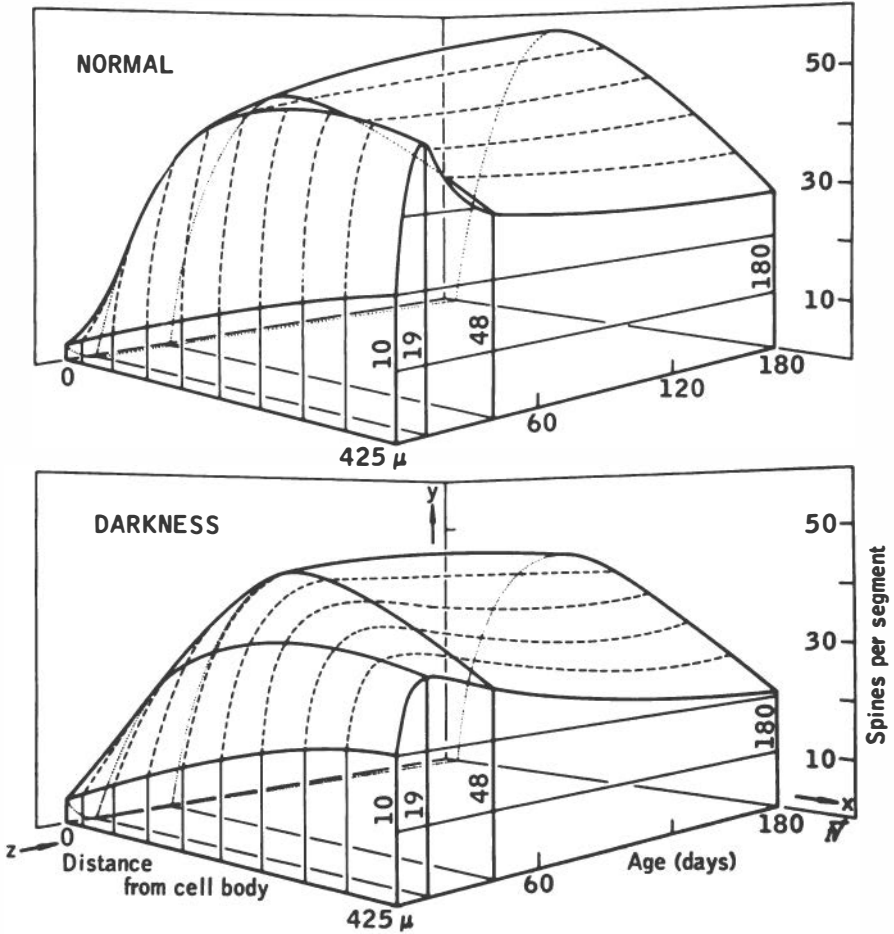 NORMAL
50
30
10
180
10
19
48
0
180
120
60
425 μ
y
DARKNESS
50
30
10
Spines per segment
180
10
19
48
x
z
0
180
N
Distance
from cell body
Age (days)
60
425 μ